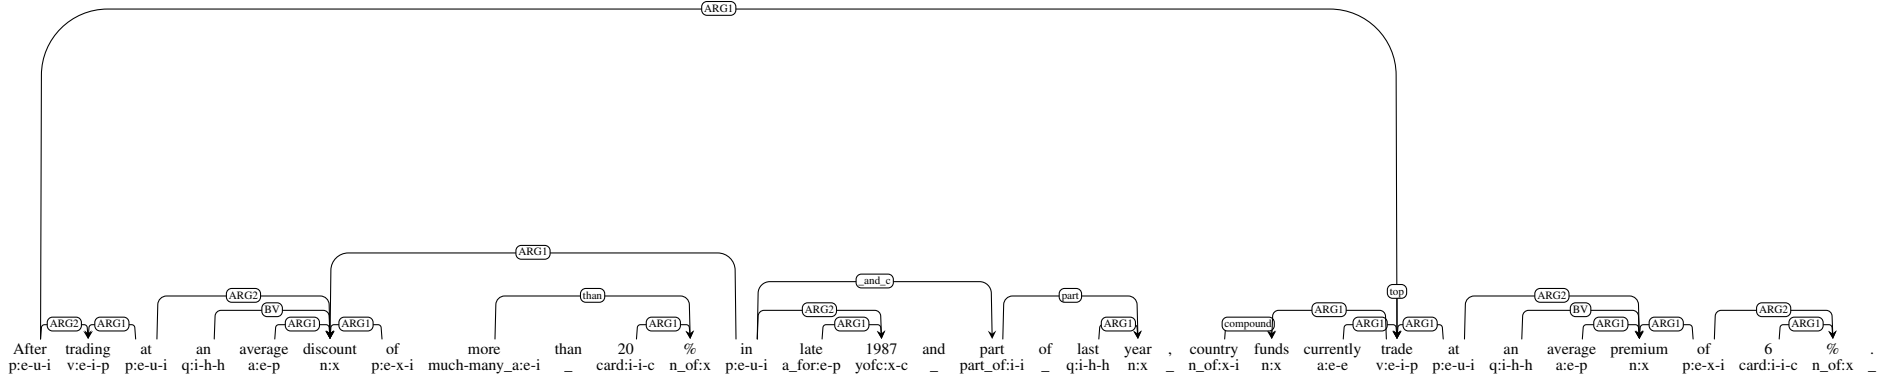 ARG1
ARG1
_and_c
top
ARG2 than part ARG2 ARG2
BV ARG2 ARG1 BV
ARG2 ARG1 ARG1 ARG1 ARG1 ARG1 ARG1 compound ARG1 ARG1 ARG1 ARG1 ARG1
After trading at an average discount of more than 20 % in late 1987 and part of last year , country funds currently trade at an average premium of 6 % .
p:e-u-i v:e-i-p p:e-u-i q:i-h-h a:e-p n:x p:e-x-i much-many_a:e-i _ card:i-i-c n_of:x p:e-u-i a_for:e-p yofc:x-c _ part_of:i-i _ q:i-h-h n:x _ n_of:x-i n:x a:e-e v:e-i-p p:e-u-i q:i-h-h a:e-p n:x p:e-x-i card:i-i-c n_of:x _